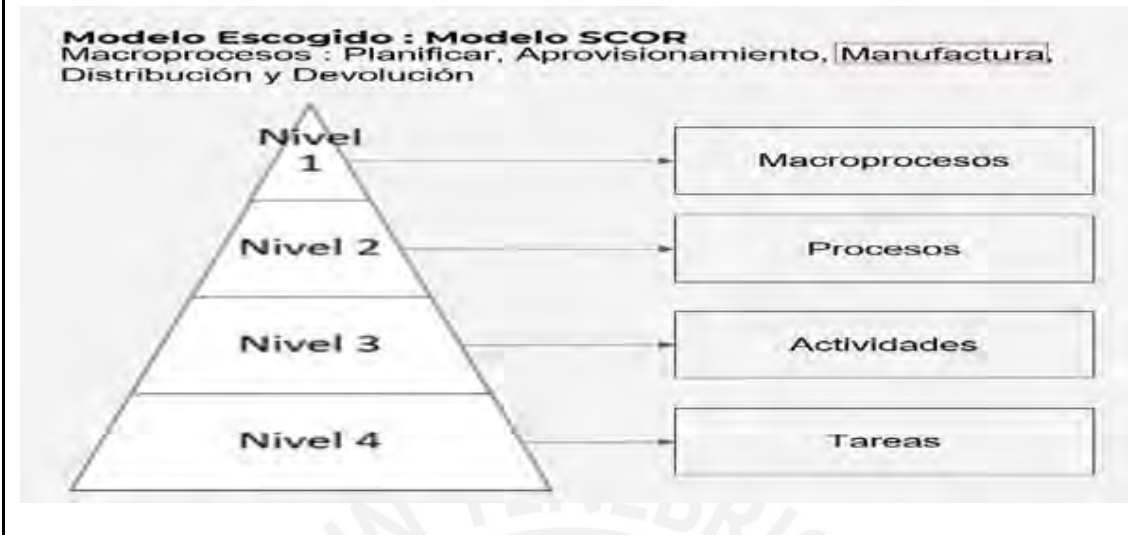 Modelo Escogido : Modelo SCOR
Macroprocesos : Planificar, Aprovisionamiento, Manufactura,
Distribución y Devolución
Nivel
1
Macroprocesos
Nivel 2
Procesos
Nivel 3
Actividades
Nivel 4
Tareas